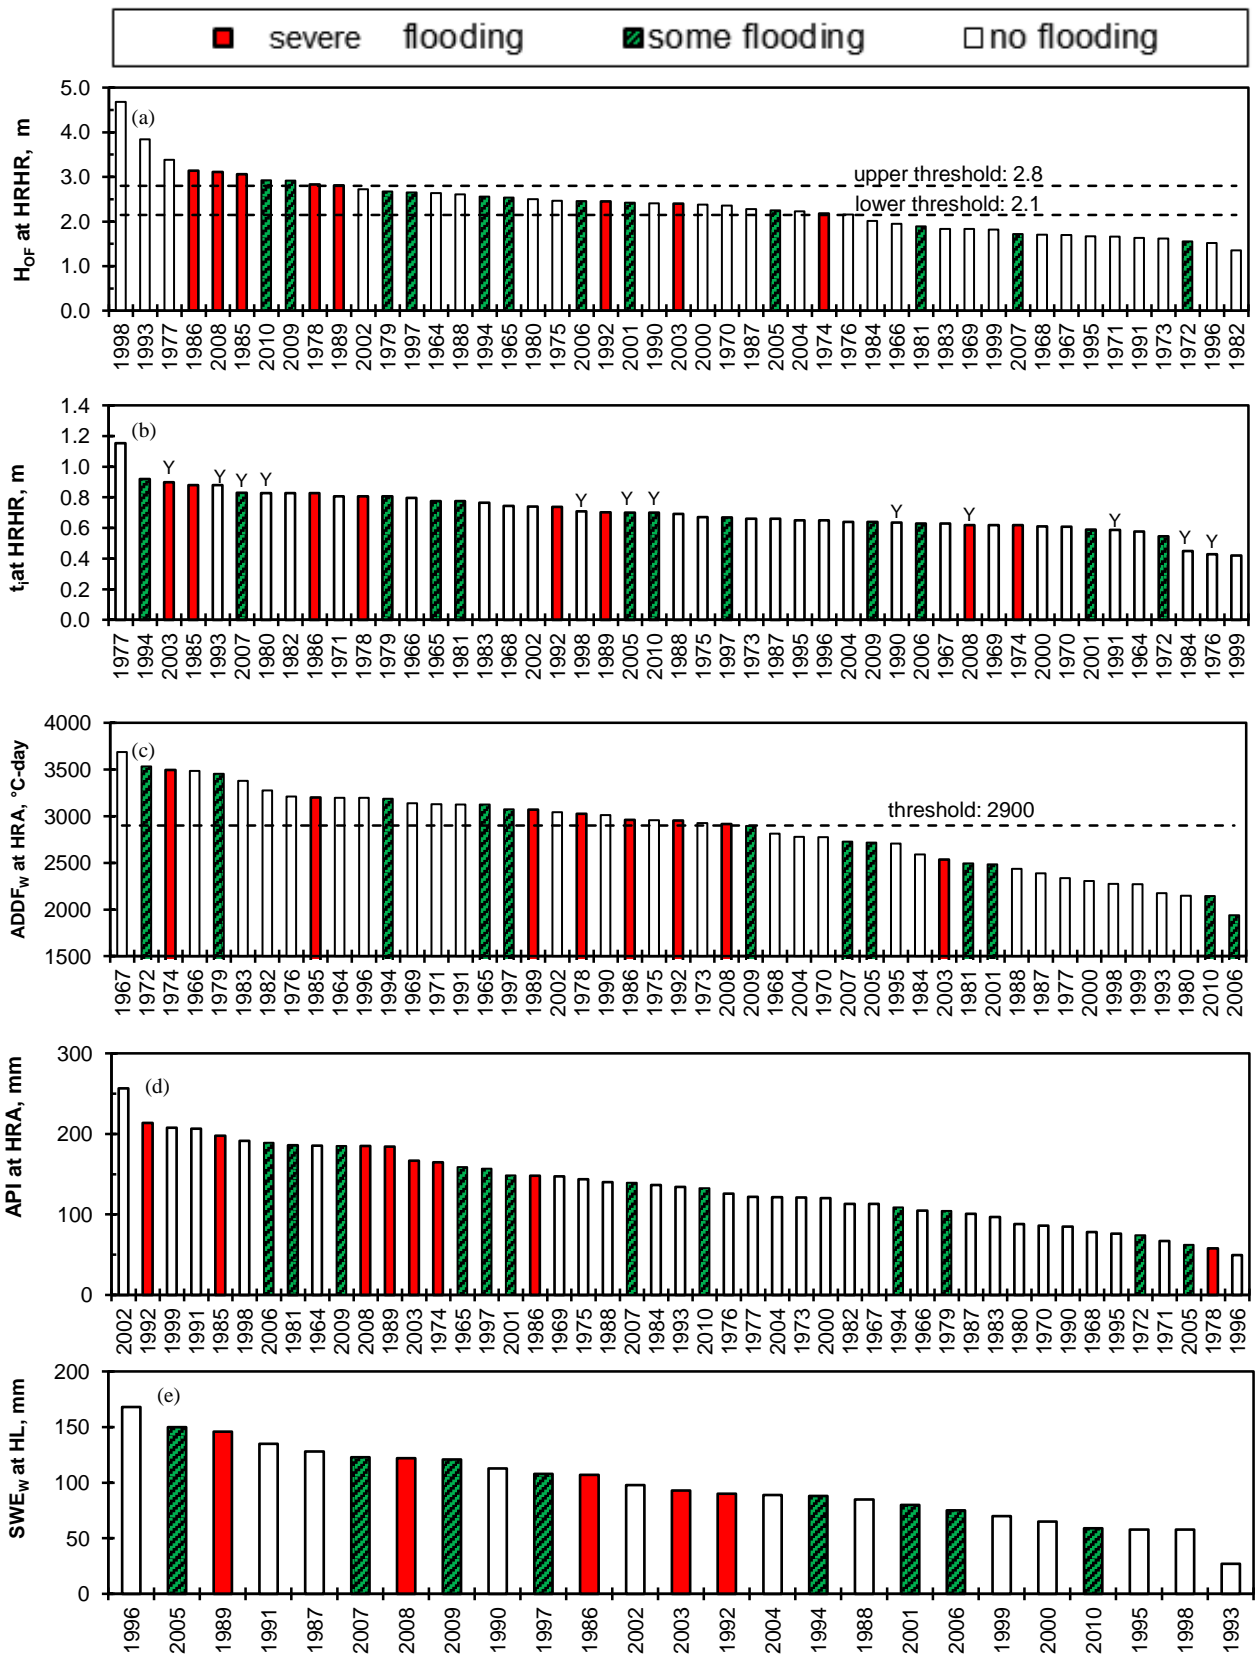 severe flooding some flooding no flooding
H_OF at HRHR, m
5.0
4.0
3.0
2.0
1.0
0.0
(a)
upper threshold: 2.8
lower threshold: 2.1
1998 1993 1977 1986 2008 1985 2010 2009 1978 1989 2002 1979 1997 1964 1988 1994 1965 1980 1975 2006 1992 2001 1990 2003 2000 1970 1987 2005 2004 1974 1976 1984 1966 1981 1983 1969 1999 2007 1968 1967 1995 1971 1991 1973 1972 1996 1982
t_i at HRHR, m
1.4
1.2
1.0
0.8
0.6
0.4
0.2
0.0
(b)
Y Y Y Y Y Y Y Y Y Y Y Y
1977 1994 2003 1985 1993 2007 1980 1982 1986 1971 1978 1979 1966 1965 1981 1983 1968 2002 1992 1998 1989 2005 2010 1988 1975 1997 1973 1987 1995 1996 2004 2009 1990 2006 1967 2008 1969 1974 2000 1970 2001 1991 1964 1972 1984 1976 1999
ADDF_W at HRA, °C-day
4000
3500
3000
2500
2000
1500
(c)
threshold: 2900
1967 1972 1974 1966 1979 1983 1982 1976 1985 1964 1996 1994 1969 1971 1991 1965 1997 1989 2002 1978 1990 1986 1975 1992 1973 2008 2009 1968 2004 1970 2007 2005 1995 1984 2003 1981 2001 1988 1987 1977 2000 1998 1999 1993 1980 2010 2006
API at HRA, mm
300
200
100
0
(d)
2002 1992 1999 1991 1985 1998 2006 1981 1964 2009 2008 1989 2003 1974 1965 1997 2001 1986 1969 1975 1988 2007 1984 1993 2010 1976 1977 2004 1973 2000 1982 1967 1994 1966 1979 1987 1983 1980 1970 1990 1968 1995 1972 1971 2005 1978 1996
SWE_W at HL, mm
200
150
100
50
0
(e)
1996 2005 1989 1991 1987 2007 2008 2009 1990 1997 1986 2002 2003 1992 2004 1994 1988 2001 2006 1999 2000 2010 1995 1998 1993